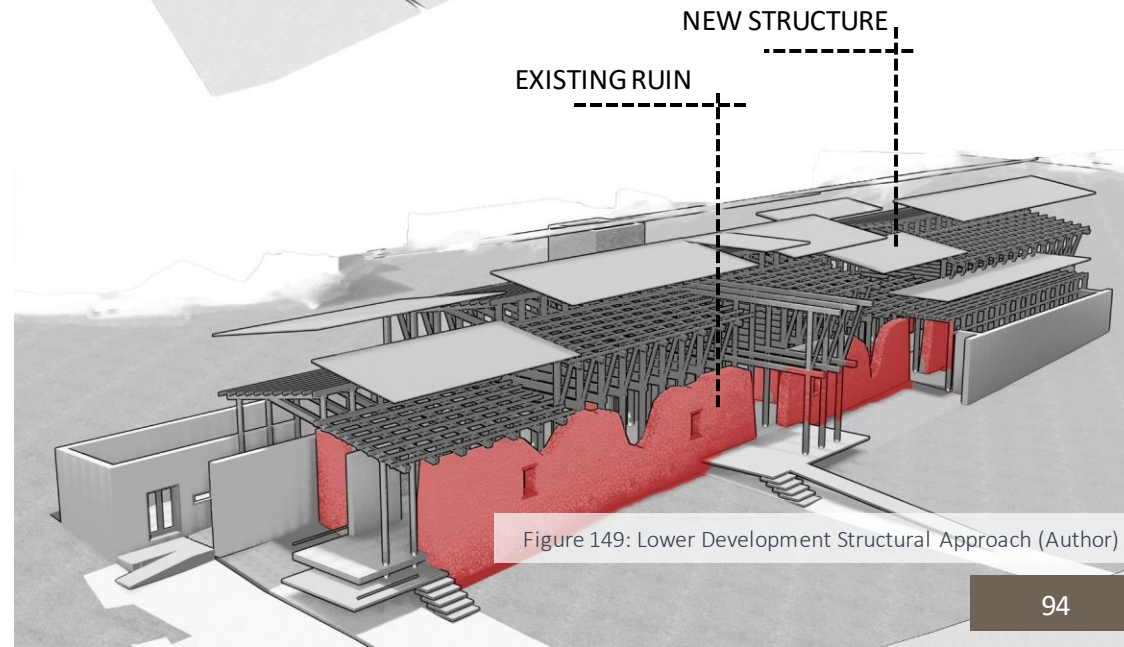 NEW STRUCTURE
EXISTING RUIN
Figure 149: Lower Development Structural Approach (Author)
94